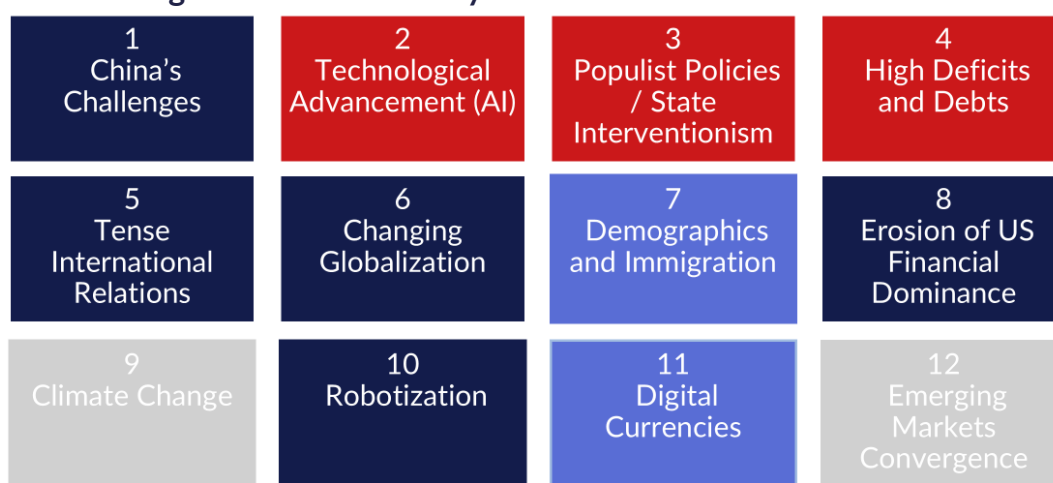 1
China's
Challenges
2
Technological
Advancement (AI)
3
Populist Policies
/ State
Interventionism
4
High Deficits
and Debts
5
Tense
International
Relations
6
Changing
Globalization
7
Demographics
and Immigration
8
Erosion of US
Financial
Dominance
9
Climate Change
10
Robotization
11
Digital
Currencies
12
Emerging
Markets
Convergence